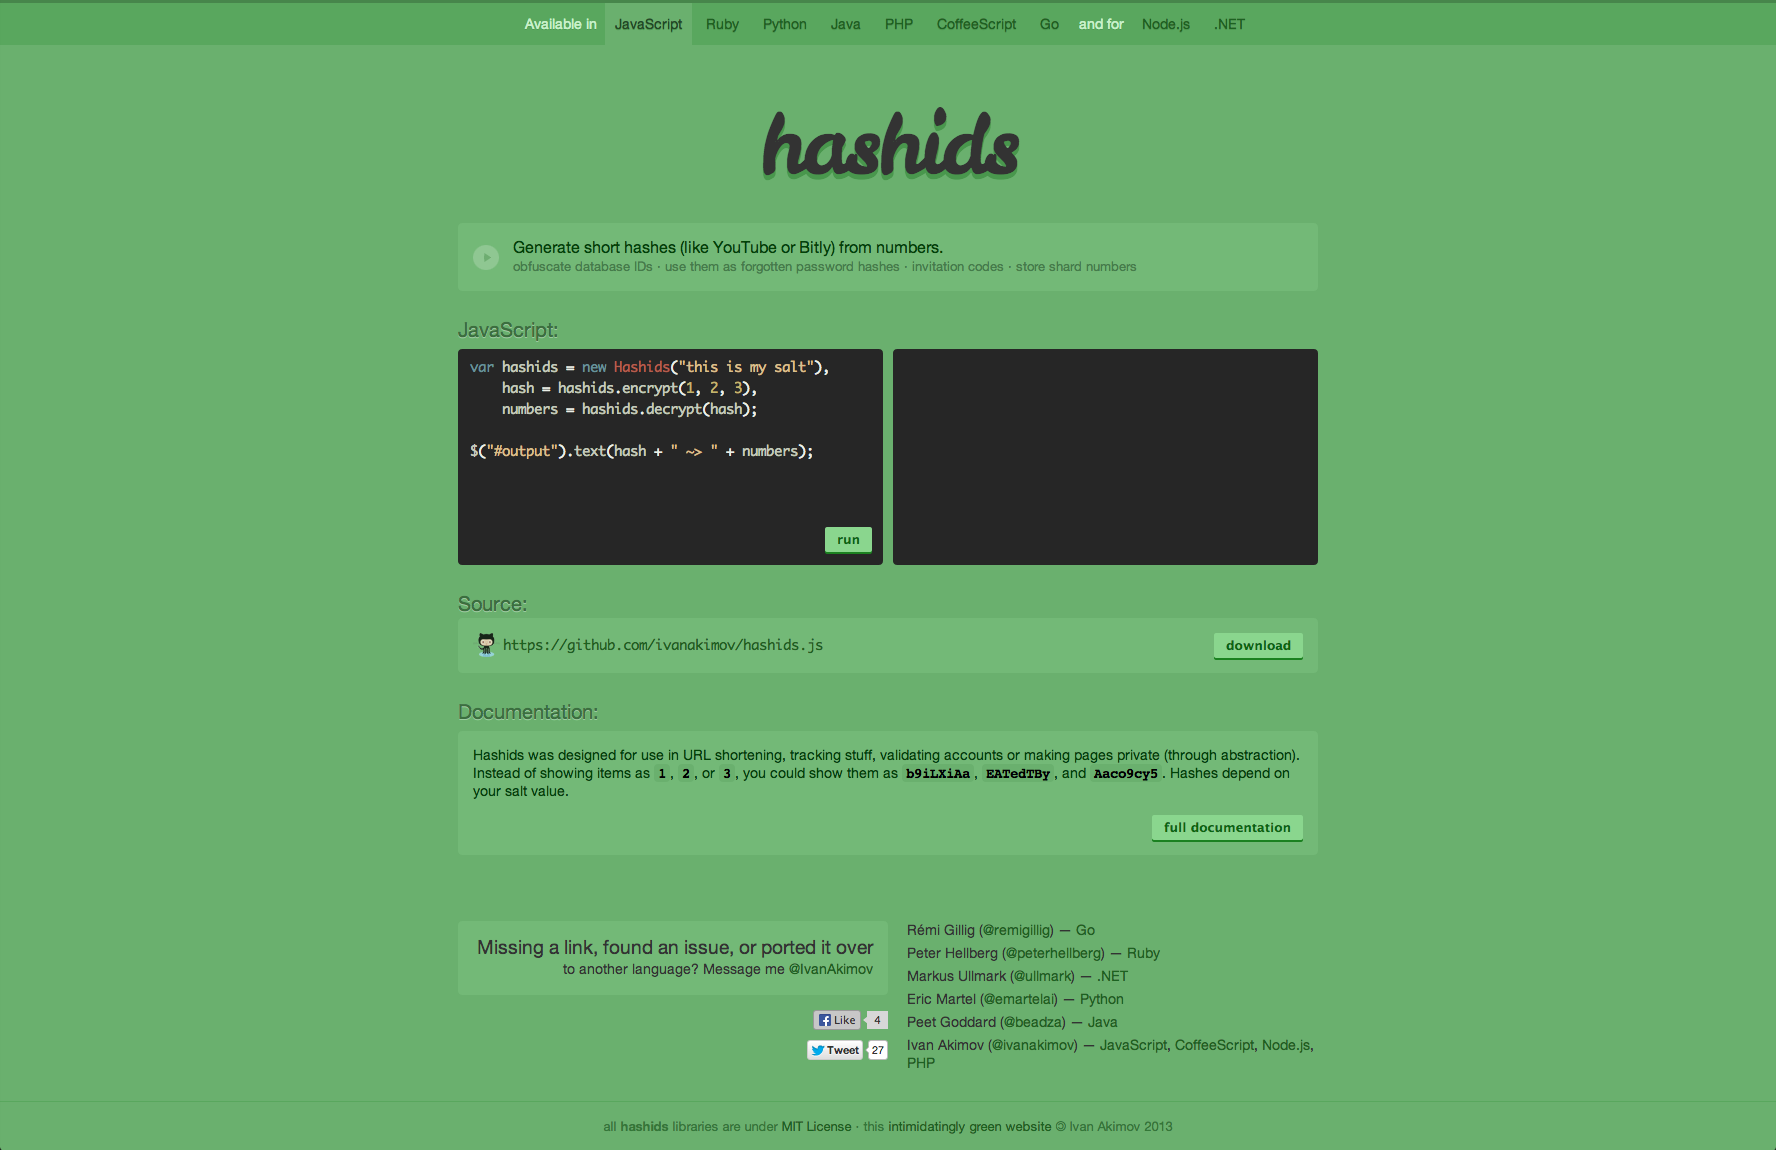 Available in JavaScript Ruby Python Java PHP CoffeeScript Go and for Node.js .NET
hashids
Generate short hashes (like YouTube or Bitly) from numbers.
obfuscate database IDs · use them as forgotten password hashes · invitation codes · store shard numbers
JavaScript:
var hashids = new Hashids("this is my salt"),
hash = hashids.encrypt(1, 2, 3),
numbers = hashids.decrypt(hash);
$("#output").text(hash + " ~> " + numbers);
run
Source:
https://github.com/ivanakimov/hashids.js
download
Documentation:
Hashids was designed for use in URL shortening, tracking stuff, validating accounts or making pages private (through abstraction).
Instead of showing items as 1, 2, or 3, you could show them as b9iLXiAa, EATedTBy, and Aaco9cy5. Hashes depend on
your salt value.
full documentation
Missing a link, found an issue, or ported it over
to another language? Message me @IvanAkimov
Like 4
Tweet 27
Rémi Gillig (@remigillig) — Go
Peter Hellberg (@peterhellberg) — Ruby
Markus Ullmark (@ullmark) — .NET
Eric Martel (@emartelai) — Python
Peet Goddard (@beadza) — Java
Ivan Akimov (@ivanakimov) — JavaScript, CoffeeScript, Node.js,
PHP
all hashids libraries are under MIT License · this intimidatingly green website © Ivan Akimov 2013